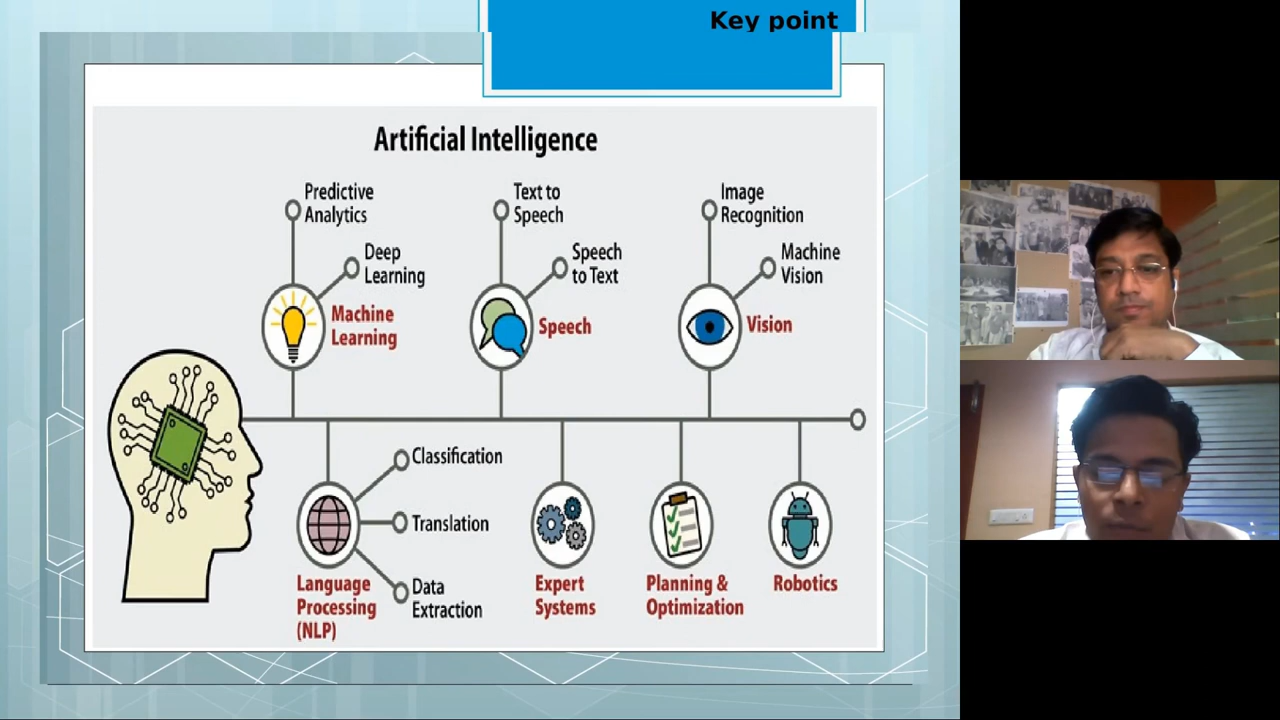 Key point
Artificial Intelligence
Predictive
Analytics
Deep
Learning
Machine
Learning
Text to
Speech
Speech
to Text
Speech
Image
Recognition
Machine
Vision
Vision
Classification
Translation
Data
Extraction
Language
Processing
(NLP)
Expert
Systems
Planning &
Optimization
Robotics